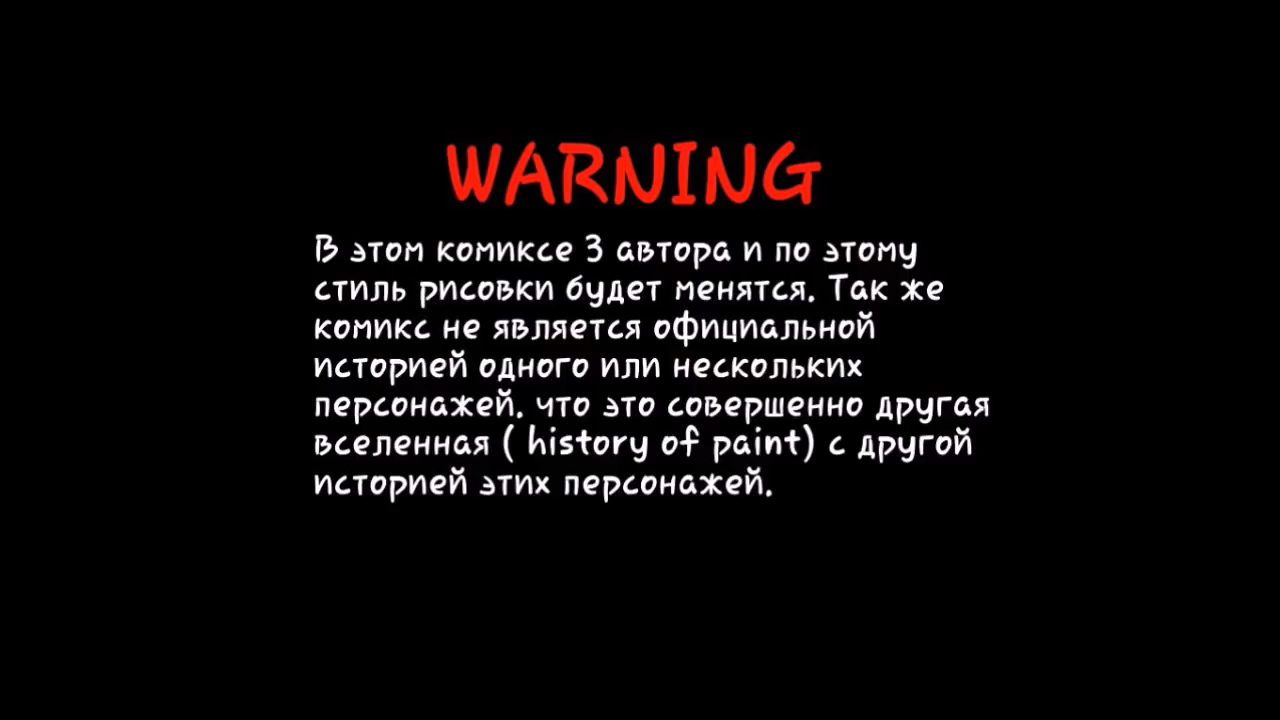 WARNING
В этом комиксе 3 автора и по этому
стиль рисовки будет менятся. Так же
комикс не является официальной
историей одного или нескольких
персонажей. что это совершенно другая
вселенная ( history of paint) с другой
историей этих персонажей.